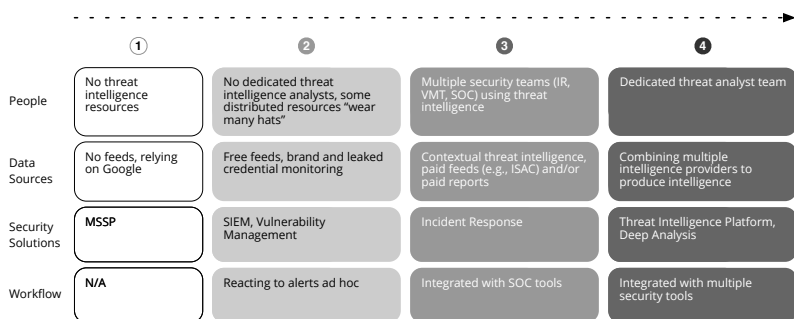 1 2 3 4
People
No threat
intelligence
resources
No dedicated threat
intelligence analysts, some
distributed resources “wear
many hats”
Multiple security teams (IR,
VMT, SOC) using threat
intelligence
Dedicated threat analyst team
Data
Sources
No feeds, relying
on Google
Free feeds, brand and leaked
credential monitoring
Contextual threat intelligence,
paid feeds (e.g., ISAC) and/or
paid reports
Combining multiple
intelligence providers to
produce intelligence
Security
Solutions
MSSP
SIEM, Vulnerability
Management
Incident Response
Threat Intelligence Platform,
Deep Analysis
Workflow
N/A
Reacting to alerts ad hoc
Integrated with SOC tools
Integrated with multiple
security tools